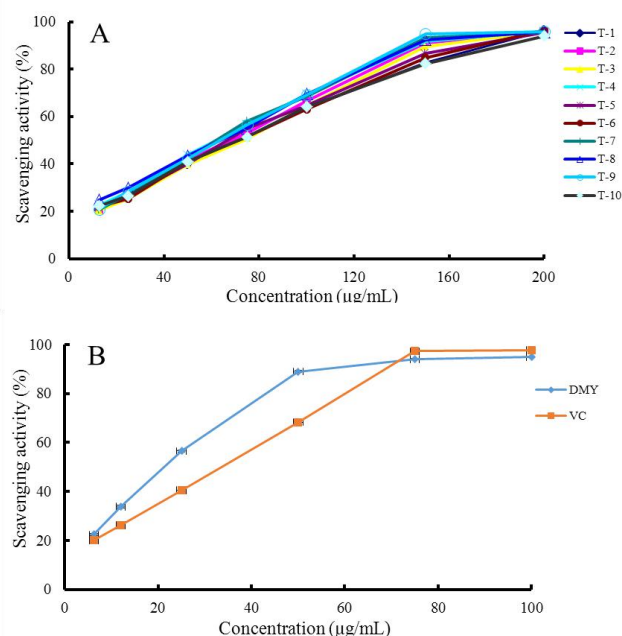 A
Scavenging activity (%)
100
80
60
40
20
0
0 40 80 120 160 200
Concentration (µg/mL)
T-1
T-2
T-3
T-4
T-5
T-6
T-7
T-8
T-9
T-10
B
Scavenging activity (%)
100
80
60
40
20
0
0 20 40 60 80 100
Concentration (µg/mL)
DMY
VC